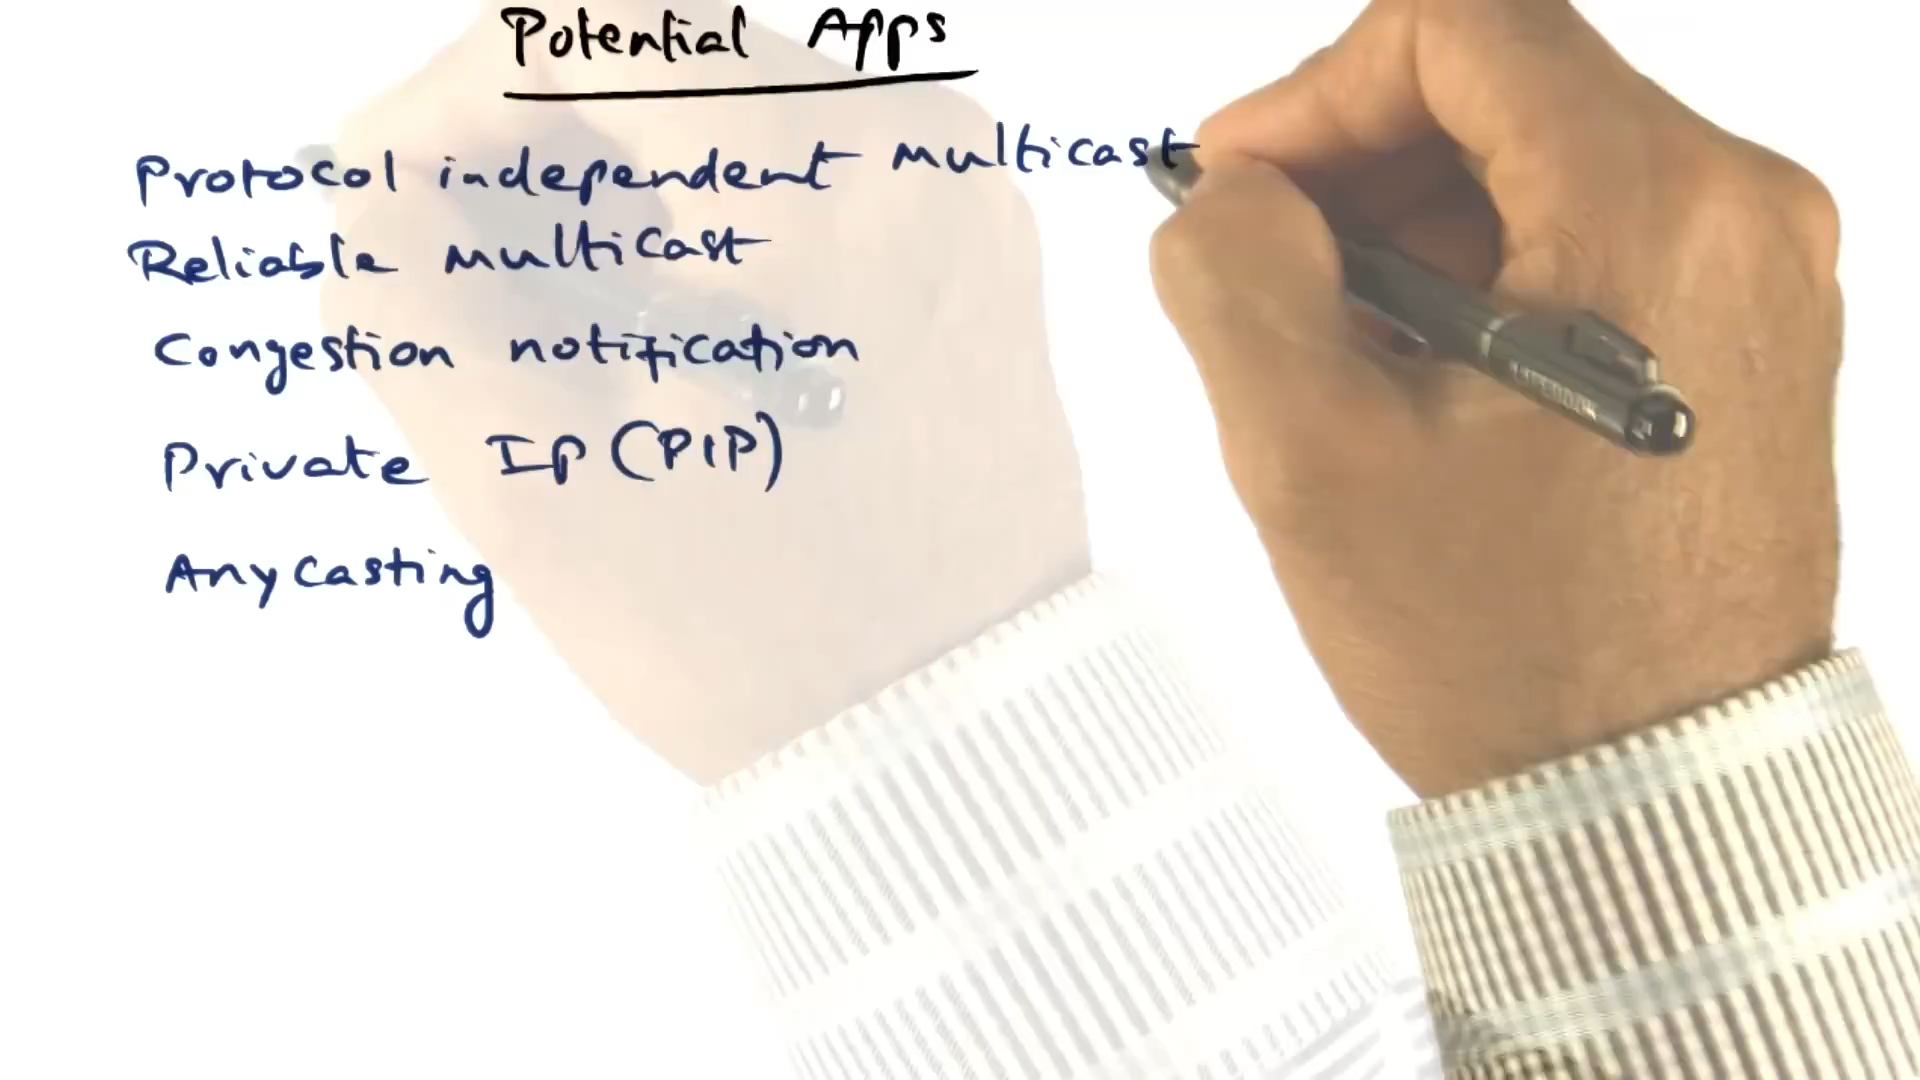 Potential Apps
Protocol independent multicast
Reliable multicast
Congestion notification
Private IP (PIP)
Anycasting